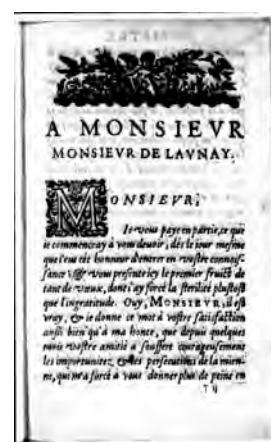 A MONSIEVR
MONSIEVR DE LAVNAY.
MONSIEVR,
Ie vous paye en partie, ce que
ie commençay à vous deuoir, dés le iour mesme
que i'eus cét honneur d'entrer en vostre connois-
sance & vous presente icy le premier fruict de
tant de vœux, dont i'ay forcé la sterilité plustost
que l'ingratitude. Ouy, MONSIEVR, il est
vray, & ie donne ce mot à vostre satisfaction
aussi bien qu'à ma honte, que depuis quelques
mois vostre amitié a souffert courageusement
les importunitez & les persecutions de la mien-
ne, qui m'a forcé à vous donner plus de peine en